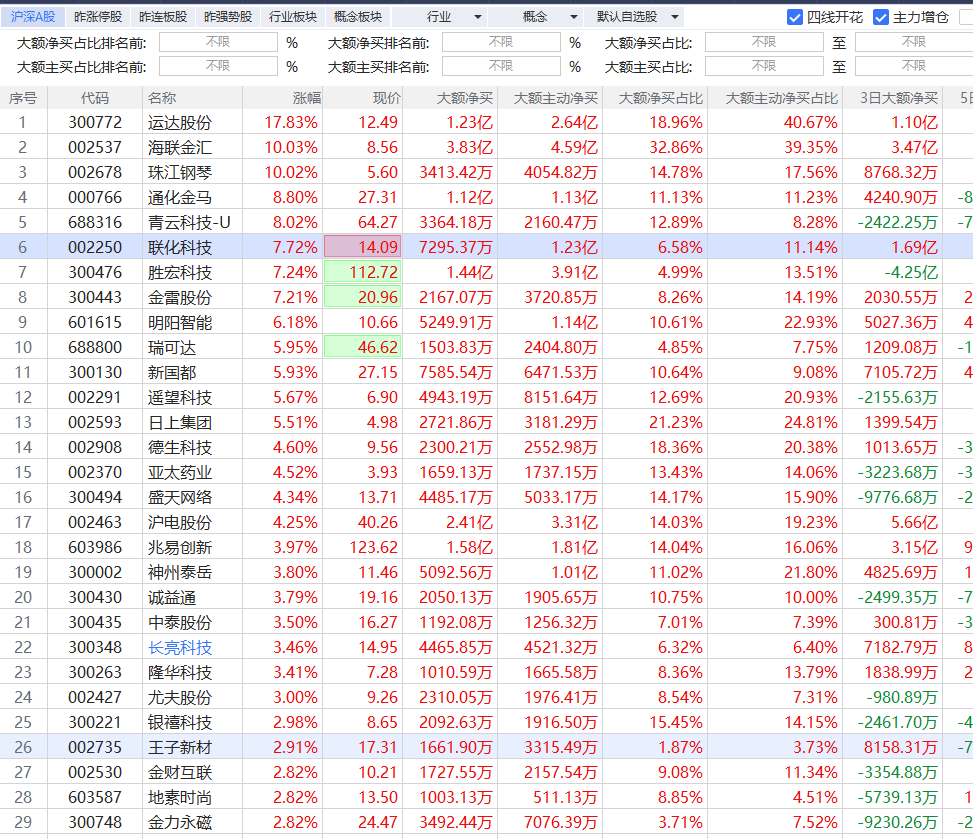 沪深A股 昨涨停股 昨连板股 昨强势股 行业板块 概念板块 行业 概念 默认自选股 四线开花 主力增仓
大额净买占比排名前: 不限 % 大额净买排名前: 不限 % 大额净买占比: 不限 至 不限
大额主买占比排名前: 不限 % 大额主买排名前: 不限 % 大额主买占比: 不限 至 不限
序号 代码 名称 涨幅 现价 大额净买 大额主动净买 大额净买占比 大额主动净买占比 3日大额净买 5日
1 300772 运达股份 17.83% 12.49 1.23亿 2.64亿 18.96% 40.67% 1.10亿
2 002537 海联金汇 10.03% 8.56 3.83亿 4.59亿 32.86% 39.35% 3.47亿
3 002678 珠江钢琴 10.02% 5.60 3413.42万 4054.82万 14.78% 17.56% 8768.32万
4 000766 通化金马 8.80% 27.31 1.12亿 1.13亿 11.13% 11.23% 4240.90万 -8
5 688316 青云科技-U 8.02% 64.27 3364.18万 2160.47万 12.89% 8.28% -2422.25万 -7
6 002250 联化科技 7.72% 14.09 7295.37万 1.23亿 6.58% 11.14% 1.69亿
7 300476 胜宏科技 7.24% 112.72 1.44亿 3.91亿 4.99% 13.51% -4.25亿
8 300443 金雷股份 7.21% 20.96 2167.07万 3720.85万 8.26% 14.19% 2030.55万 2
9 601615 明阳智能 6.18% 10.66 5249.91万 1.14亿 10.61% 22.93% 5027.36万 4
10 688800 瑞可达 5.95% 46.62 1503.83万 2404.80万 4.85% 7.75% 1209.08万 -1
11 300130 新国都 5.93% 27.15 7585.54万 6471.53万 10.64% 9.08% 7105.72万 4
12 002291 遥望科技 5.67% 6.90 4943.19万 8151.64万 12.69% 20.93% -2155.63万
13 002593 日上集团 5.51% 4.98 2721.86万 3181.29万 21.23% 24.81% 1399.54万
14 002908 德生科技 4.60% 9.56 2300.21万 2552.98万 18.36% 20.38% 1013.65万 -3
15 002370 亚太药业 4.52% 3.93 1659.13万 1737.15万 13.43% 14.06% -3223.68万 -3
16 300494 盛天网络 4.34% 13.71 4485.17万 5033.17万 14.17% 15.90% -9776.68万 -2
17 002463 沪电股份 4.25% 40.26 2.41亿 3.31亿 14.03% 19.23% 5.66亿
18 603986 兆易创新 3.97% 123.62 1.58亿 1.81亿 14.04% 16.06% 3.15亿 9
19 300002 神州泰岳 3.80% 11.46 5092.56万 1.01亿 11.02% 21.80% 4825.69万 1
20 300430 诚益通 3.79% 19.16 2050.13万 1905.65万 10.75% 10.00% -2499.35万 -7
21 300435 中泰股份 3.50% 16.27 1192.08万 1256.32万 7.01% 7.39% 300.81万 -3
22 300348 长亮科技 3.46% 14.95 4465.85万 4521.32万 6.32% 6.40% 7182.79万 8
23 300263 隆华科技 3.41% 7.28 1010.59万 1665.58万 8.36% 13.79% 1838.99万 2
24 002427 尤夫股份 3.00% 9.26 2310.05万 1976.41万 8.54% 7.31% -980.89万
25 300221 银禧科技 2.98% 8.65 2092.63万 1916.50万 15.45% 14.15% -2461.70万 -4
26 002735 王子新材 2.91% 17.31 1661.90万 3315.49万 1.87% 3.73% 8158.31万 -7
27 002530 金财互联 2.82% 10.21 1727.55万 2157.54万 9.08% 11.34% -3354.88万
28 603587 地素时尚 2.82% 13.50 1003.13万 511.13万 8.85% 4.51% -5739.13万 1
29 300748 金力永磁 2.82% 24.47 3492.44万 7076.39万 3.71% 7.52% -9230.26万 -2